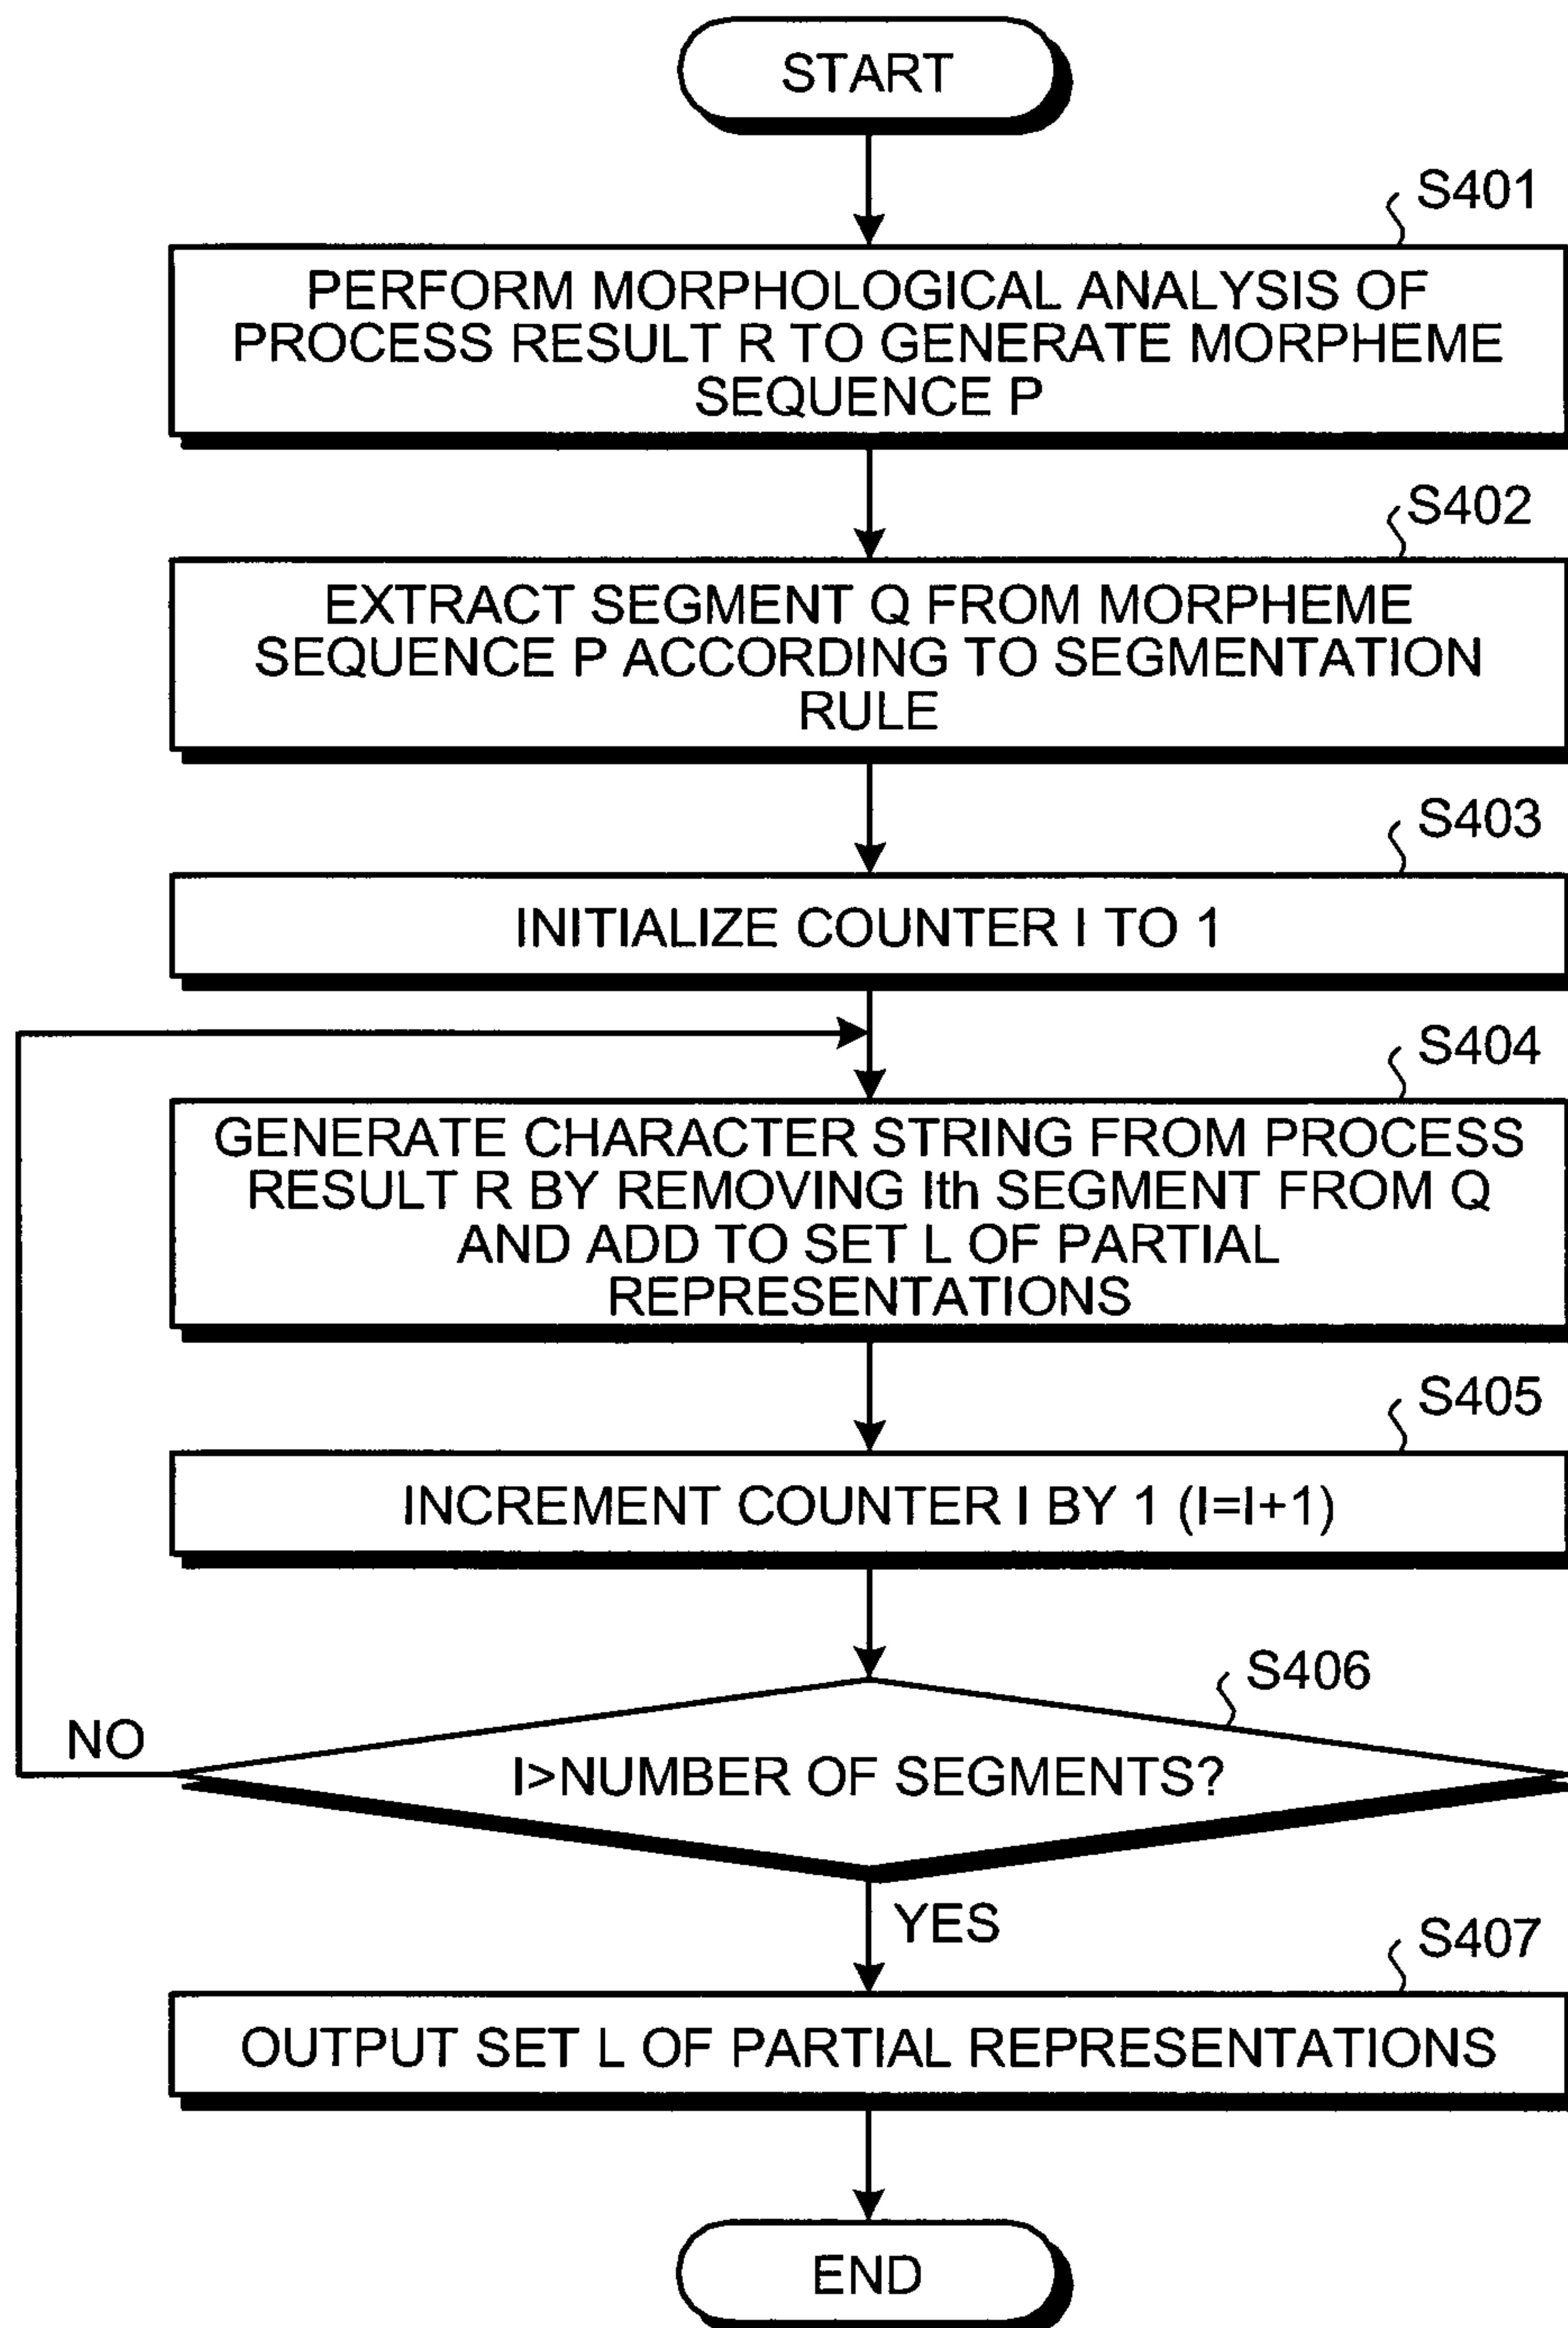 START
S401
PERFORM MORPHOLOGICAL ANALYSIS OF
PROCESS RESULT R TO GENERATE MORPHEME
SEQUENCE P
S402
EXTRACT SEGMENT Q FROM MORPHEME
SEQUENCE P ACCORDING TO SEGMENTATION
RULE
S403
INITIALIZE COUNTER I TO 1
S404
GENERATE CHARACTER STRING FROM PROCESS
RESULT R BY REMOVING Ith SEGMENT FROM Q
AND ADD TO SET L OF PARTIAL
REPRESENTATIONS
S405
INCREMENT COUNTER I BY 1 (I=I+1)
S406
NO
I>NUMBER OF SEGMENTS?
YES
S407
OUTPUT SET L OF PARTIAL REPRESENTATIONS
END